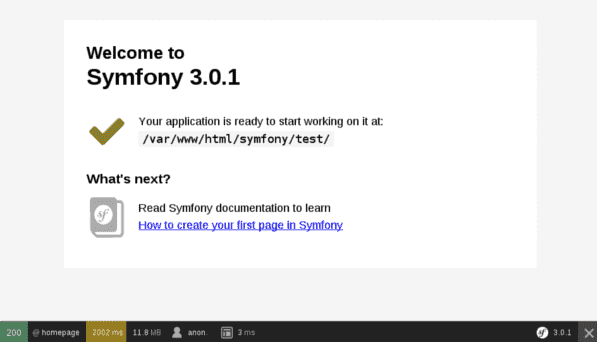 Welcome to
Symfony 3.0.1
Your application is ready to start working on it at:
/var/www/html/symfony/test/
What's next?
sf
Read Symfony documentation to learn
How to create your first page in Symfony
200 @ homepage 2002 ms 11.8 MB anon. 3 ms sf 3.0.1